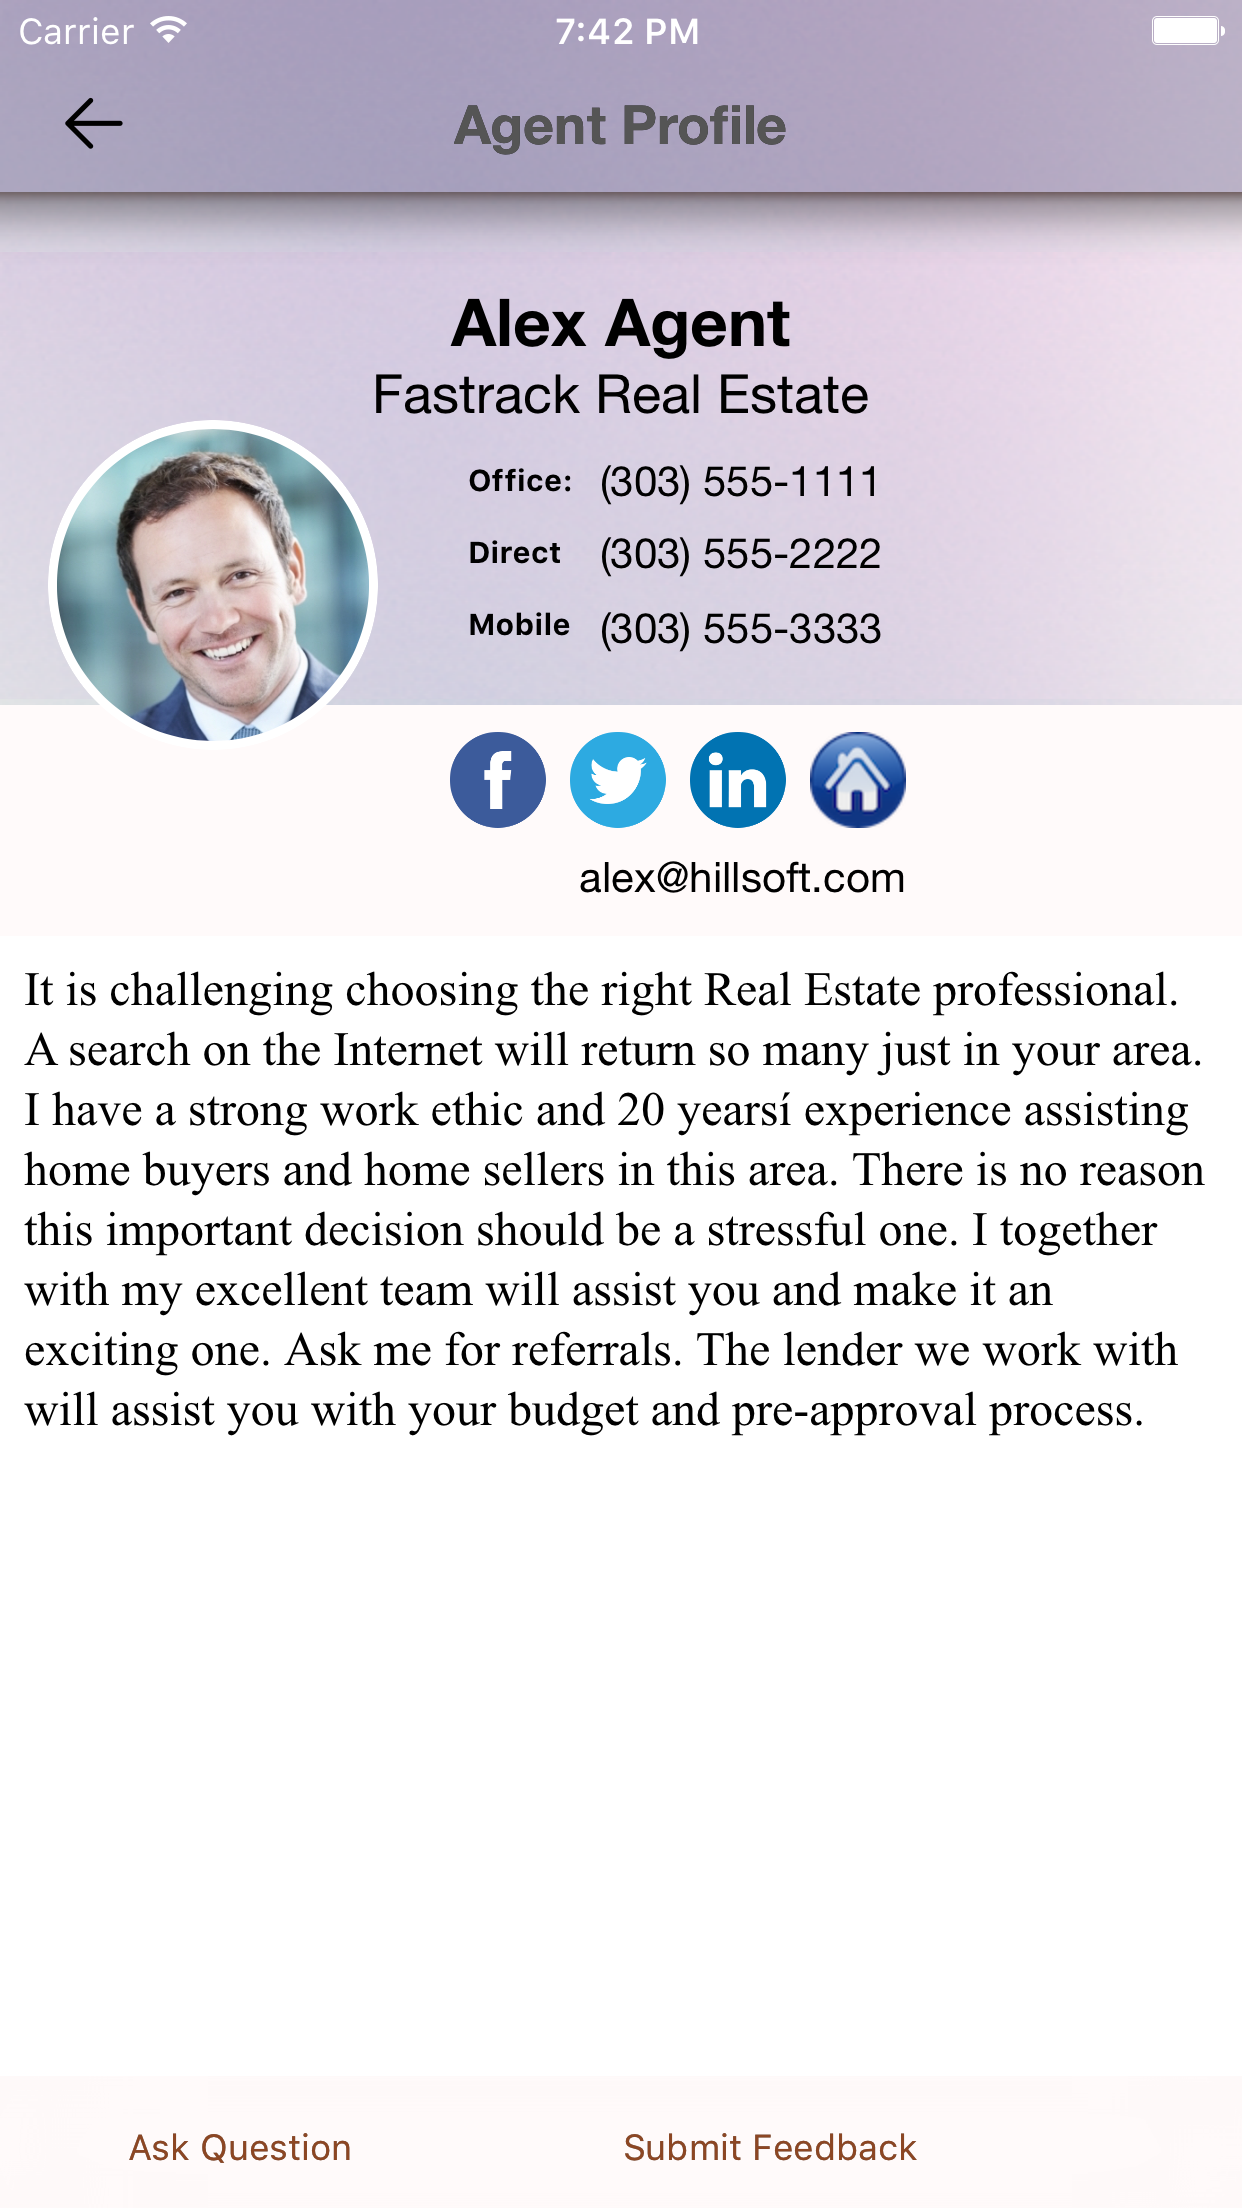 Carrier 7:42 PM
Agent Profile
Alex Agent
Fastrack Real Estate
Office: (303) 555-1111
Direct (303) 555-2222
Mobile (303) 555-3333
f in
alex@hillsoft.com
It is challenging choosing the right Real Estate professional.
A search on the Internet will return so many just in your area.
I have a strong work ethic and 20 yearsí experience assisting
home buyers and home sellers in this area. There is no reason
this important decision should be a stressful one. I together
with my excellent team will assist you and make it an
exciting one. Ask me for referrals. The lender we work with
will assist you with your budget and pre-approval process.
Ask Question Submit Feedback